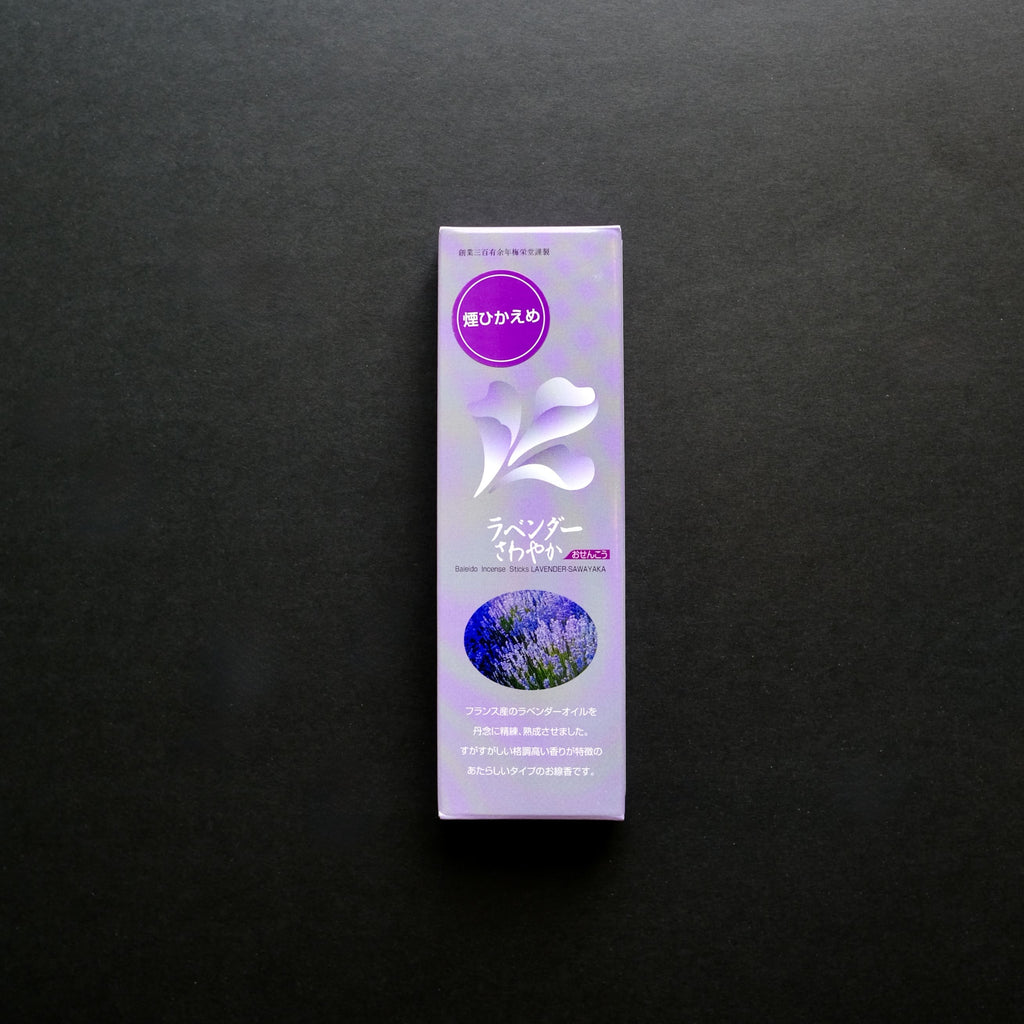 創業三百有余年梅栄堂謹製
煙ひかえめ
ラベンダー
さわやか おせんこう
Baieido Incense Sticks LAVENDER-SAWAYAKA
フランス産のラベンダーオイルを
丹念に精練、熟成させました。
すがすがしい格調高い香りが特徴の
あたらしいタイプのお線香です。